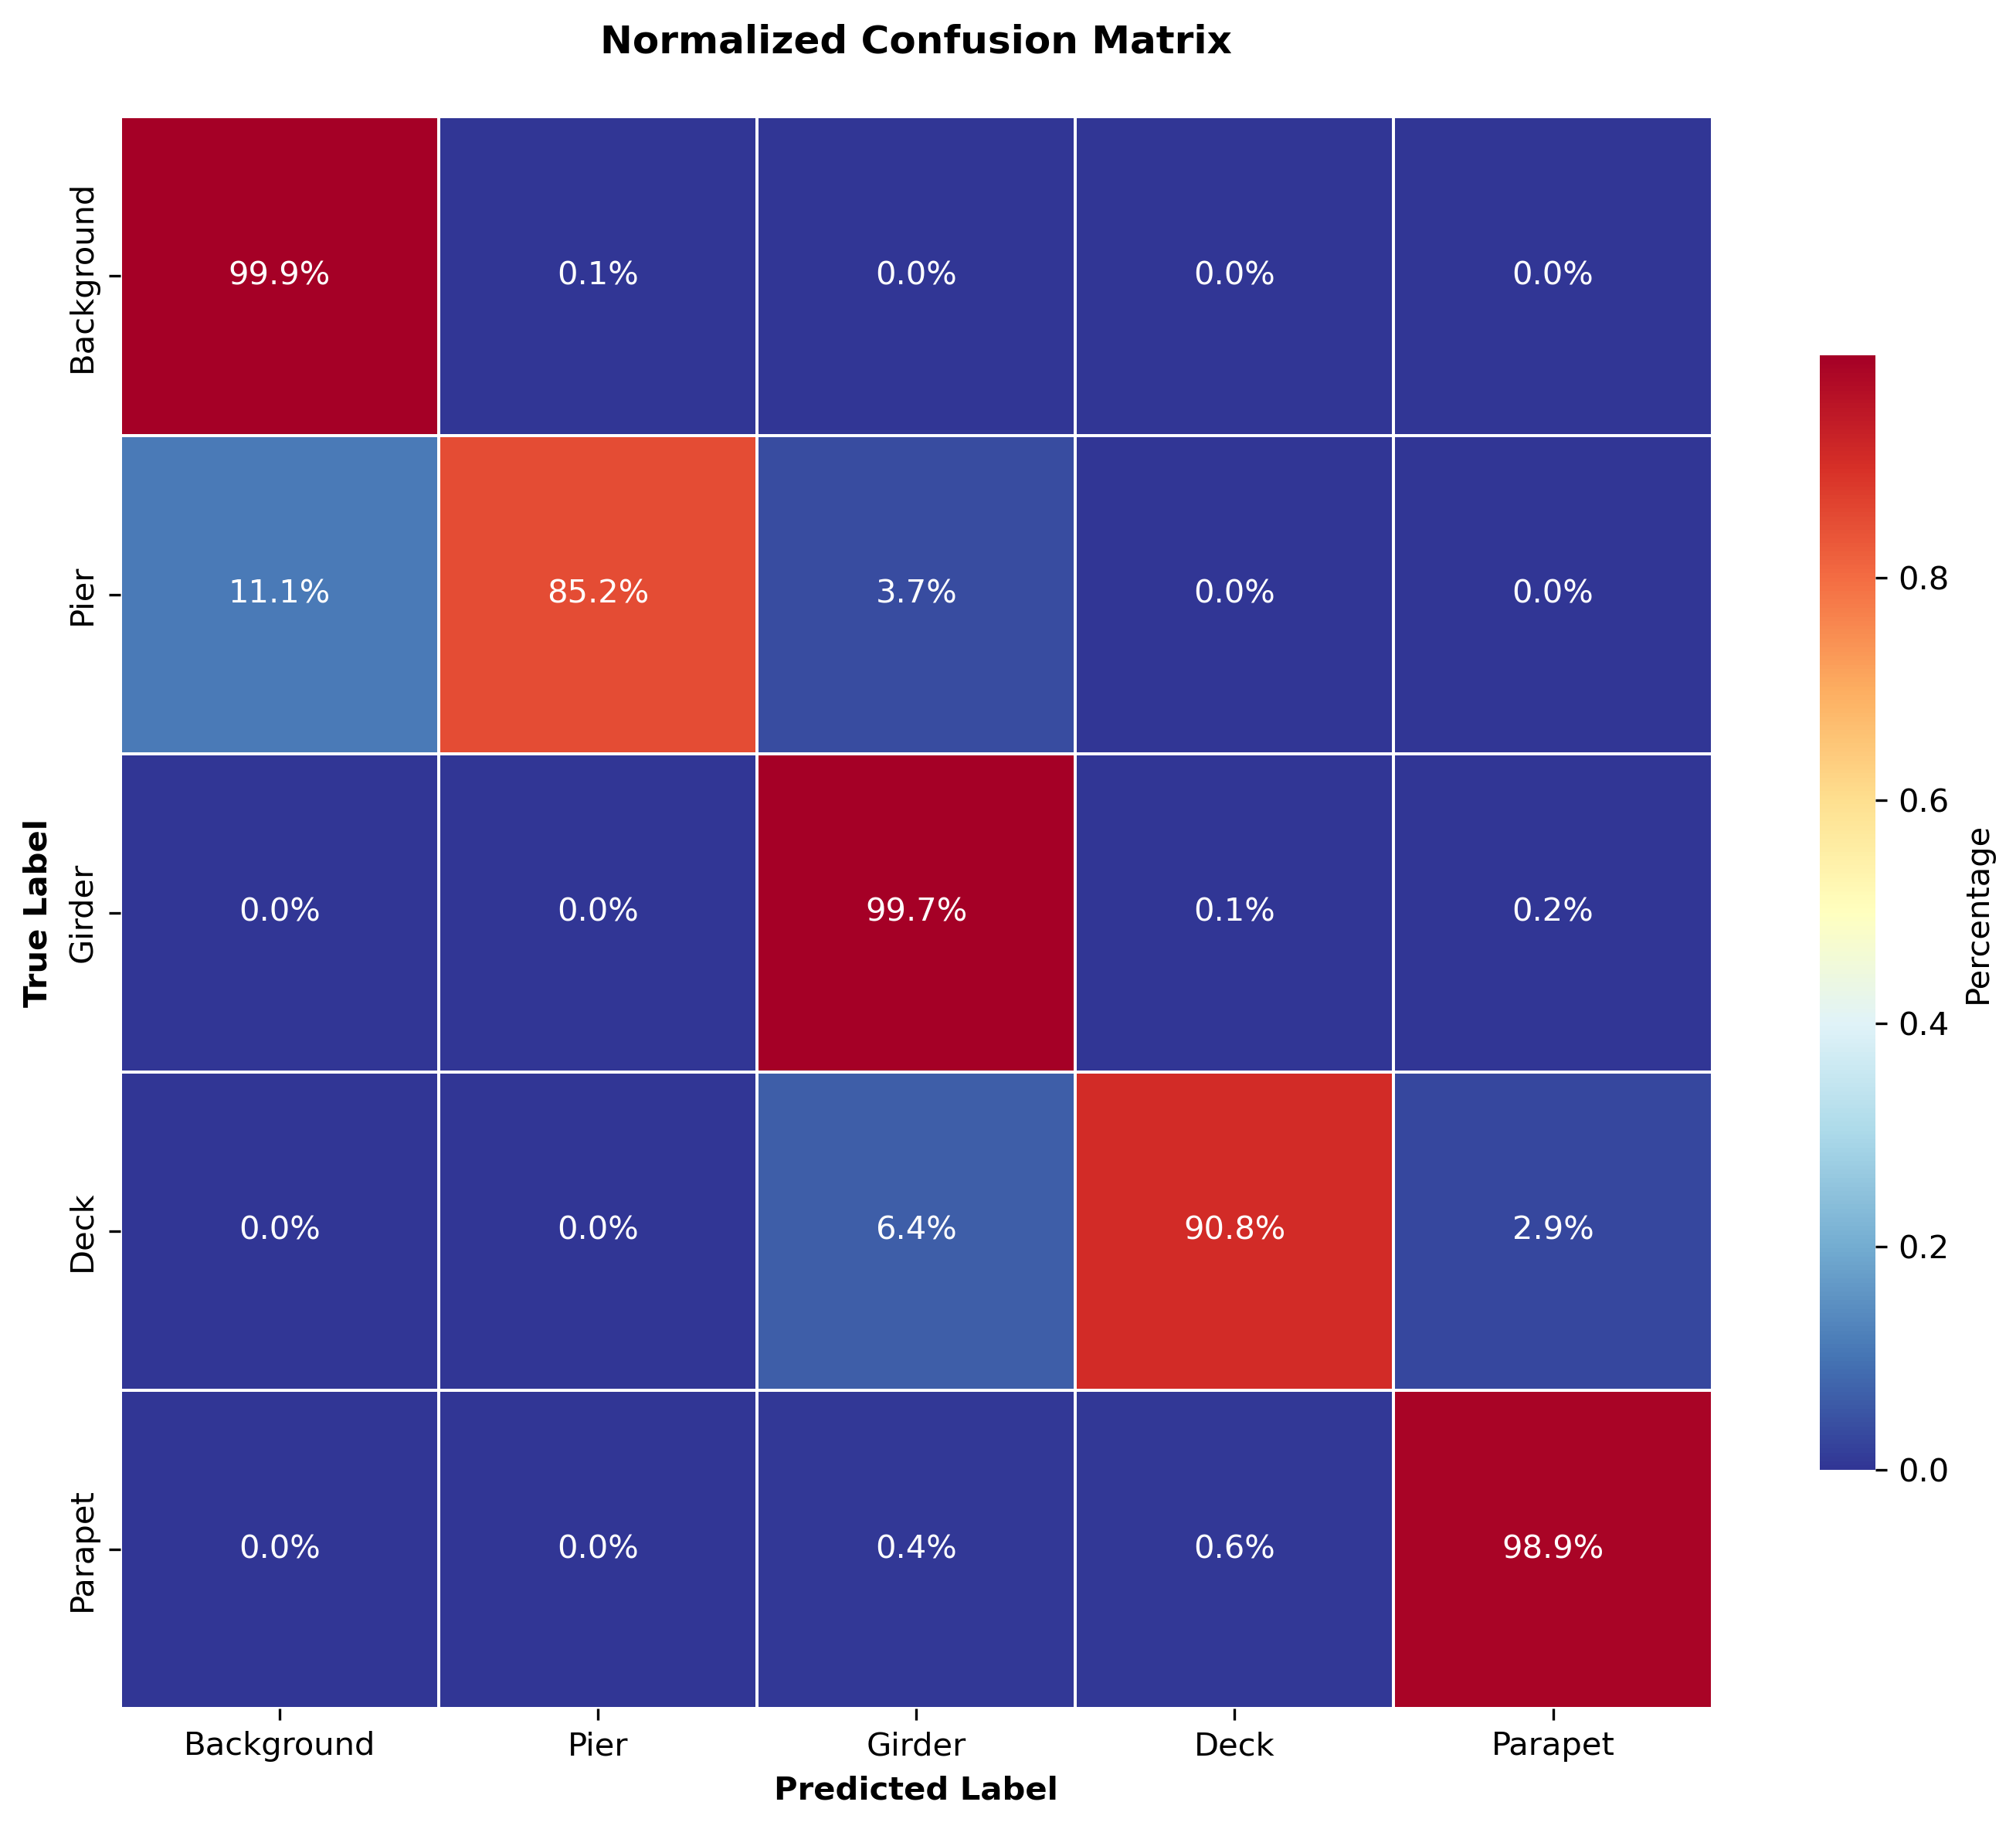 Normalized Confusion Matrix
True Label
Background
99.9% 0.1% 0.0% 0.0% 0.0%
Pier
11.1% 85.2% 3.7% 0.0% 0.0%
Girder
0.0% 0.0% 99.7% 0.1% 0.2%
Deck
0.0% 0.0% 6.4% 90.8% 2.9%
Parapet
0.0% 0.0% 0.4% 0.6% 98.9%
Background Pier Girder Deck Parapet
Predicted Label
0.8
0.6
0.4
0.2
0.0
Percentage